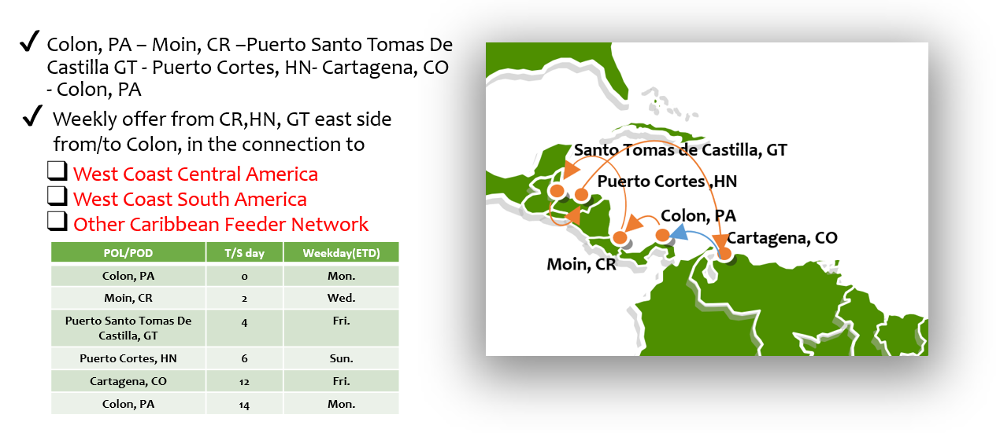 Colon, PA – Moin, CR –Puerto Santo Tomas De
Castilla GT - Puerto Cortes, HN- Cartagena, CO
- Colon, PA
Weekly offer from CR,HN, GT east side
from/to Colon, in the connection to
West Coast Central America
West Coast South America
Other Caribbean Feeder Network
POL/POD T/S day Weekday(ETD)
Colon, PA 0 Mon.
Moin, CR 2 Wed.
Puerto Santo Tomas De 4 Fri.
Castilla, GT
Puerto Cortes, HN 6 Sun.
Cartagena, CO 12 Fri.
Colon, PA 14 Mon.
Santo Tomas de Castilla, GT
Puerto Cortes ,HN
Colon, PA
Cartagena, CO
Moin, CR